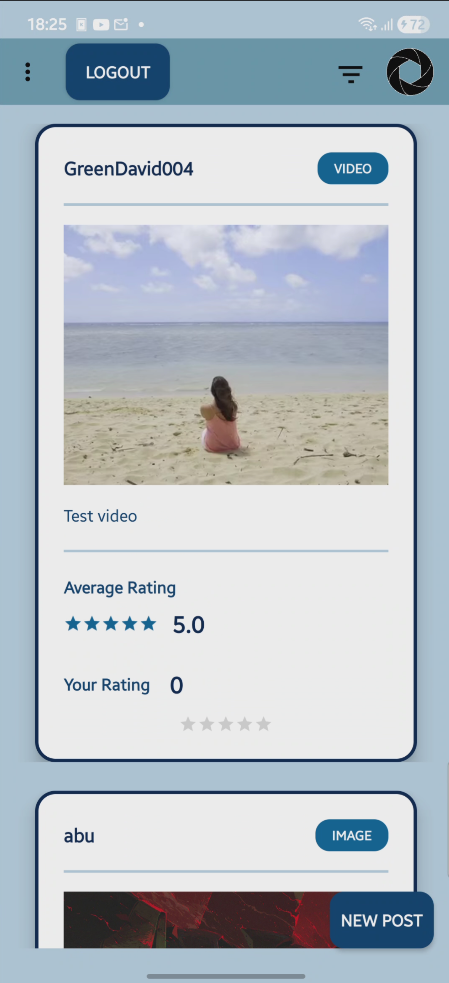 18:25
72
LOGOUT
GreenDavid004
VIDEO
Test video
Average Rating
5.0
Your Rating 0
abu
IMAGE
NEW POST